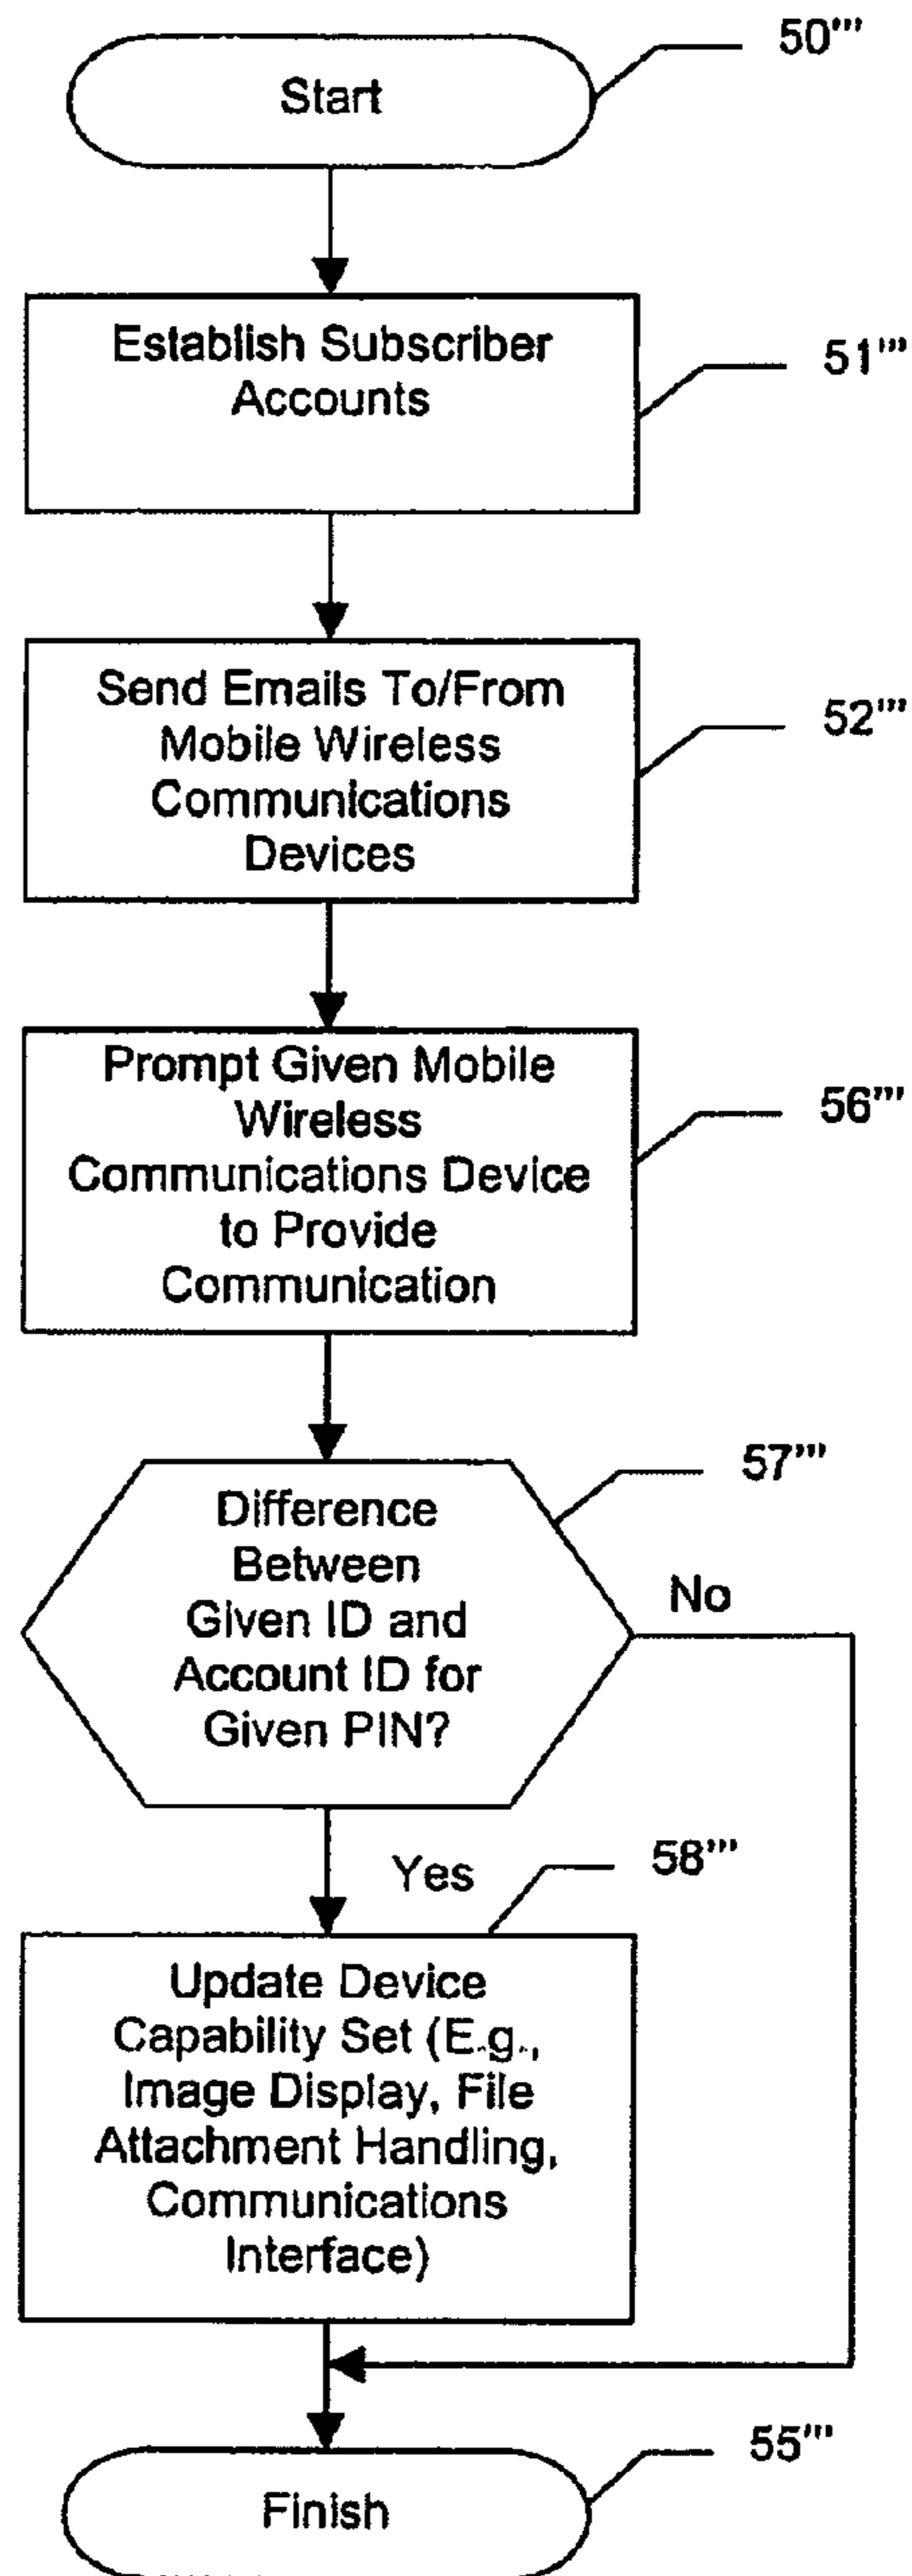 50'''
Start
Establish Subscriber
Accounts
51'''
Send Emails To/From
Mobile Wireless
Communications
Devices
52'''
Prompt Given Mobile
Wireless
Communications Device
to Provide
Communication
56'''
57'''
Difference
Between
Given ID and
Account ID for
Given PIN?
No
Yes
58'''
Update Device
Capability Set (E.g.,
Image Display, File
Attachment Handling,
Communications
Interface)
55'''
Finish